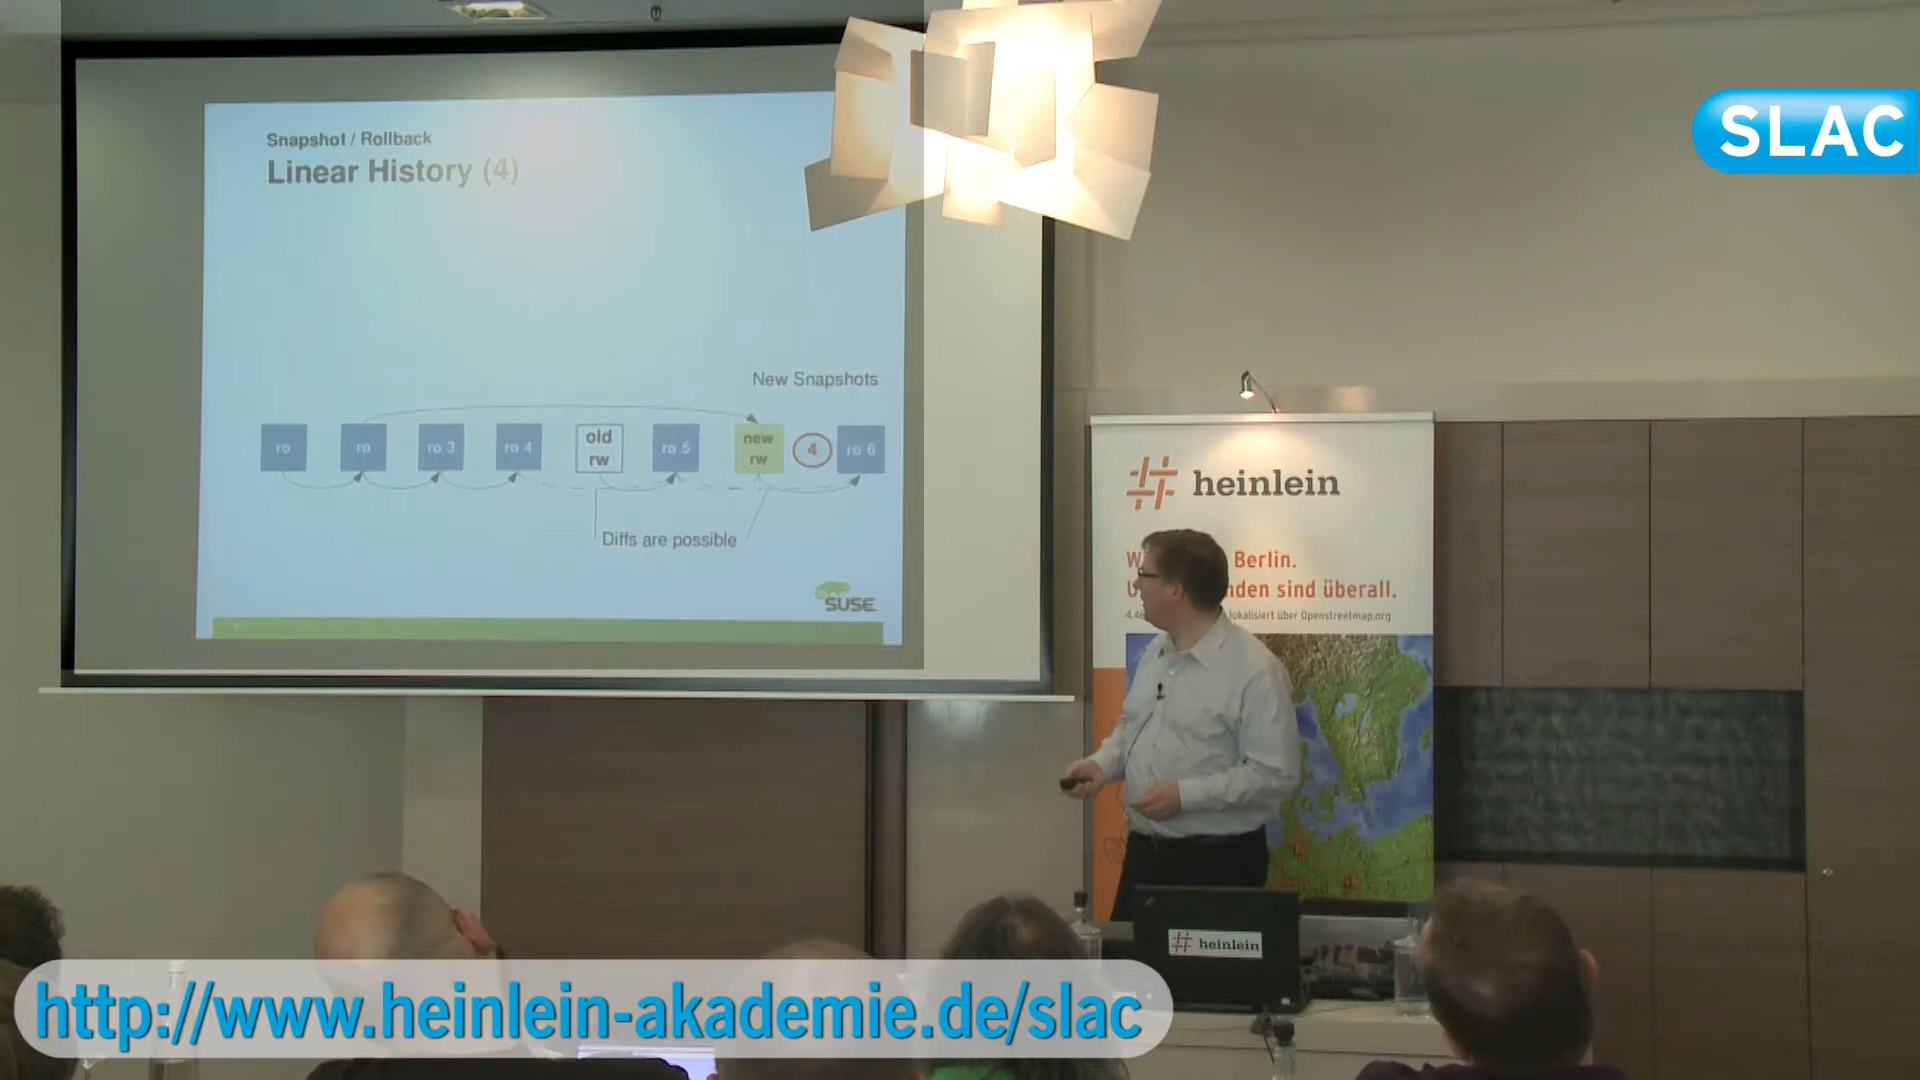 Snapshot / Rollback
Linear History (4)
New Snapshots
ro
ro
ro 3
ro 4
old
rw
ro 5
new
rw
4
ro 6
Diffs are possible
SUSE
SLAC
heinlein
Berlin.
sind überall.
lokalisiert über Openstreetmap.org
heinlein
http://www.heinlein-akademie.de/slac